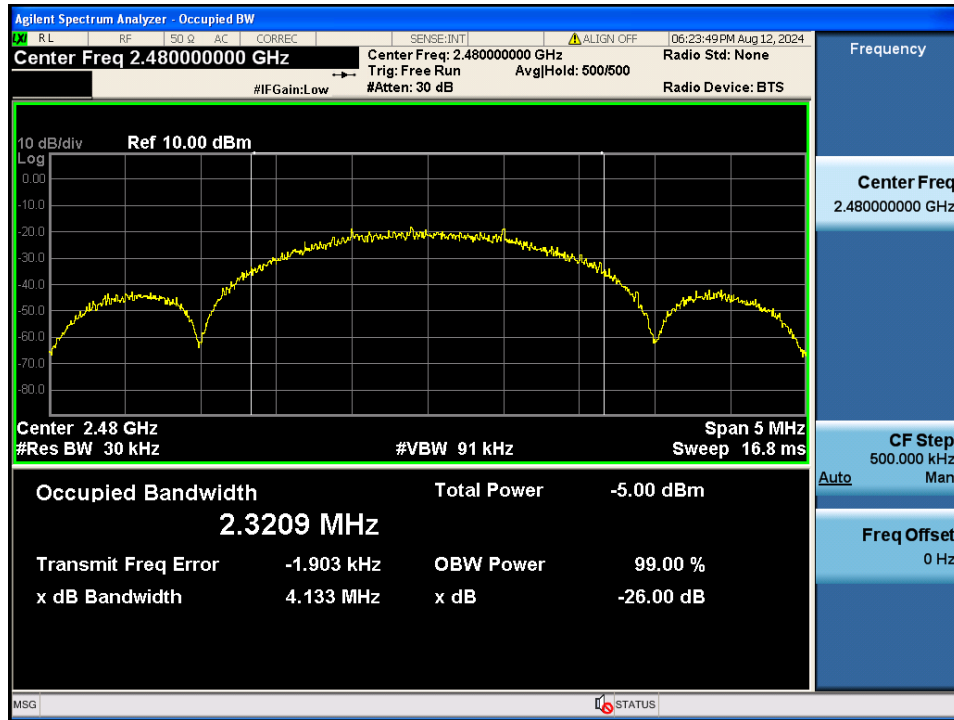 Agilent Spectrum Analyzer - Occupied BW
LXI RL RF 50 Ω AC CORREC SENSE:INT ALIGN OFF 06:23:49 PM Aug 12, 2024
Center Freq 2.480000000 GHz
Center Freq: 2.480000000 GHz Radio Std: None
Trig: Free Run Avg|Hold: 500/500
#IFGain:Low #Atten: 30 dB Radio Device: BTS
Frequency
10 dB/div Ref 10.00 dBm
Log
0.00
-10.0
-20.0
-30.0
-40.0
-50.0
-60.0
-70.0
-80.0
Center Freq
2.480000000 GHz
Center 2.48 GHz Span 5 MHz
#Res BW 30 kHz #VBW 91 kHz Sweep 16.8 ms
CF Step
500.000 kHz
Auto Man
Occupied Bandwidth Total Power -5.00 dBm
2.3209 MHz
Transmit Freq Error -1.903 kHz OBW Power 99.00 %
x dB Bandwidth 4.133 MHz x dB -26.00 dB
Freq Offset
0 Hz
MSG STATUS